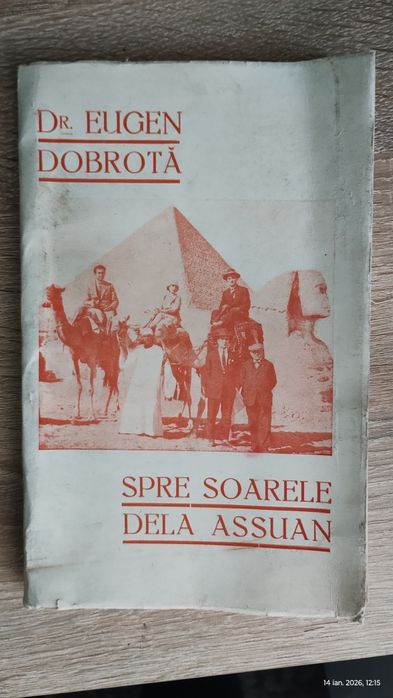 DR. EUGEN
DOBROTĂ
SPRE SOARELE
DELA ASSUAN
14 ian. 2026, 12:15